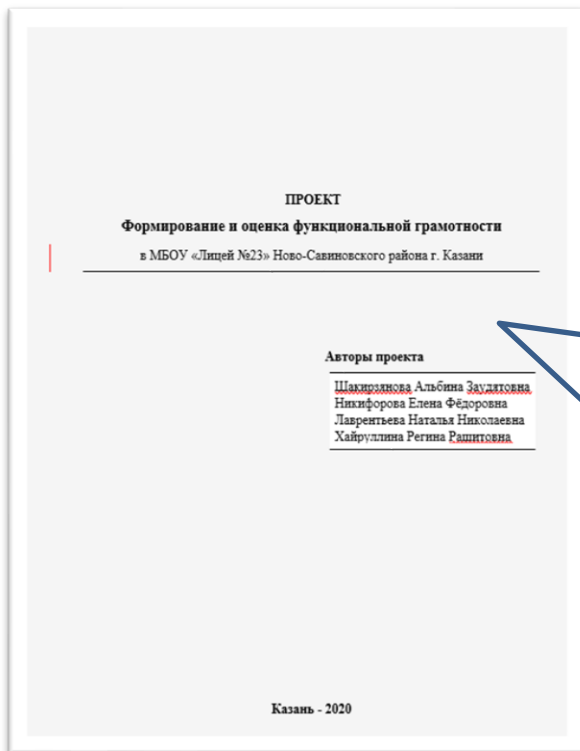 ПРОЕКТ
Формирование и оценка функциональной грамотности
в МБОУ «Лицей №23» Ново-Савиновского района г. Казани
Авторы проекта
Шакирзянова Альбина Заудятовна
Никифорова Елена Фёдоровна
Лаврентьева Наталья Николаевна
Хайруллина Регина Рашитовна
Казань - 2020